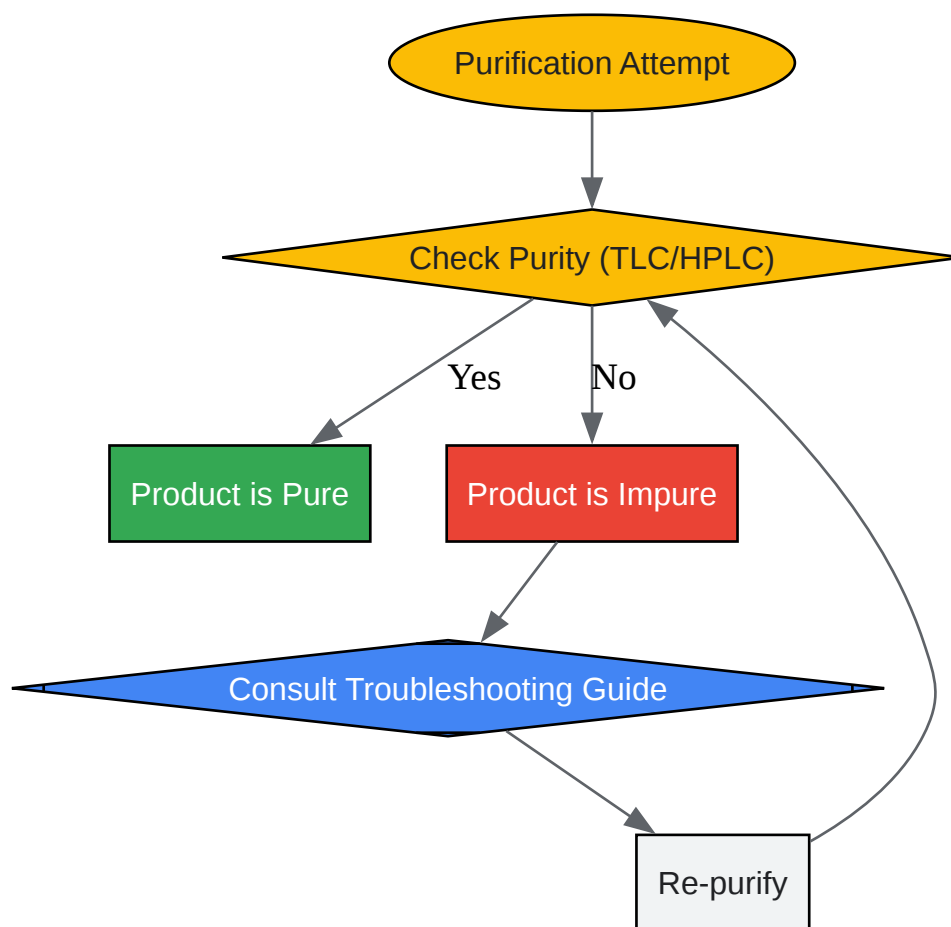 Purification Attempt
Check Purity (TLC/HPLC)
Yes
No
Product is Pure
Product is Impure
Consult Troubleshooting Guide
Re-purify